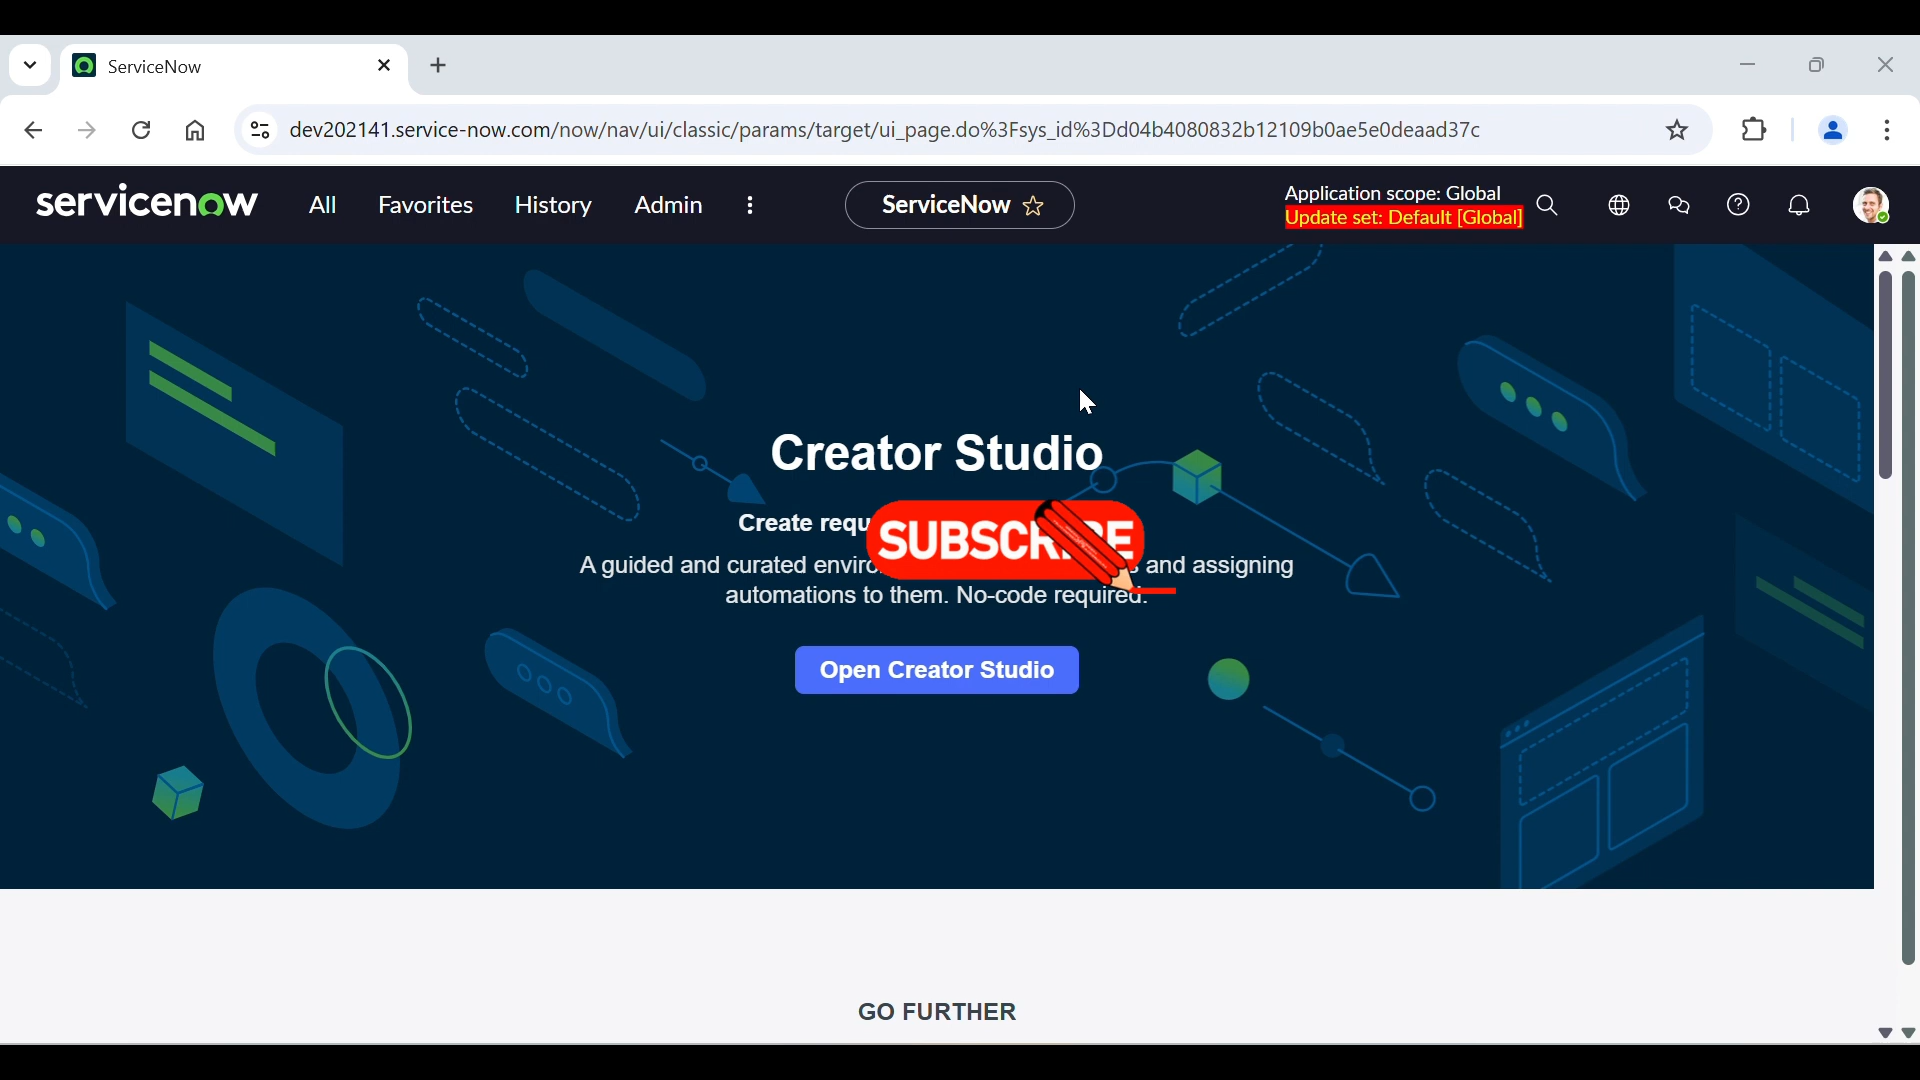 ServiceNow
dev202141.service-now.com/now/nav/ui/classic/params/target/ui_page.do%3Fsys_id%3Dd04b4080832b12109b0ae5e0deaad37c
servicenow
All
Favorites
History
Admin
ServiceNow
Application scope: Global
Update set: Default [Global]
Creator Studio
Create requ
SUBSCRIBE
A guided and curated enviro s and assigning
automations to them. No-code required.
Open Creator Studio
GO FURTHER